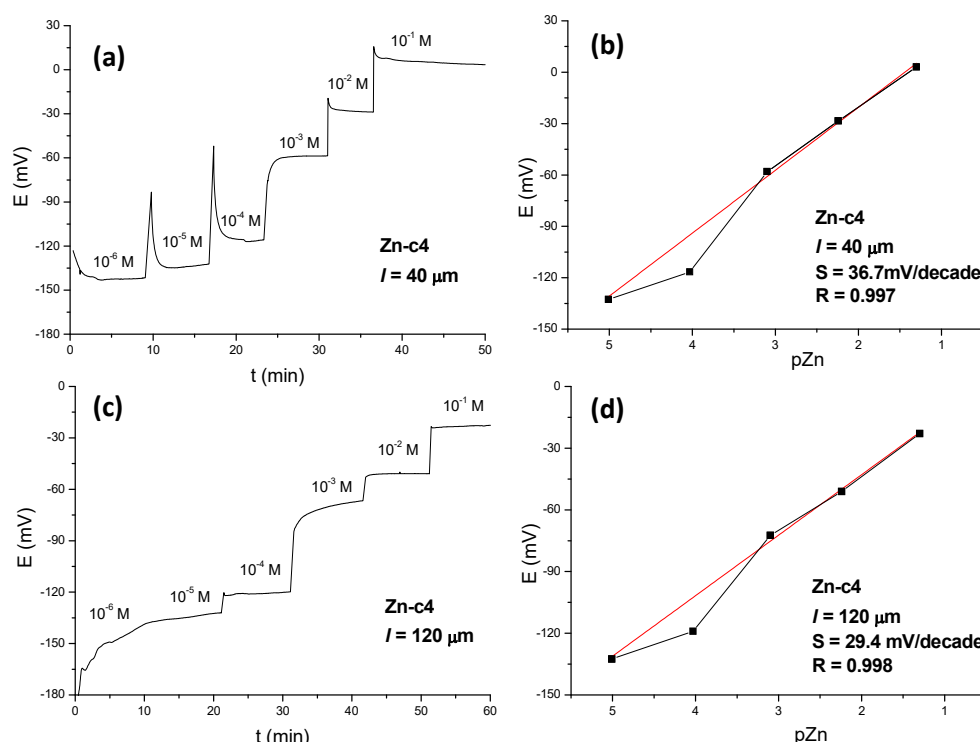 (a)
30
0
-30
-60
-90
-120
-150
-180
E (mV)
10⁻⁶ M
10⁻⁵ M
10⁻⁴ M
10⁻³ M
10⁻² M
10⁻¹ M
Zn-c4
l = 40 µm
0 10 20 30 40 50
t (min)
(b)
30
0
-30
-60
-90
-120
-150
E (mV)
Zn-c4
l = 40 µm
S = 36.7mV/decade
R = 0.997
5 4 3 2 1
pZn
(c)
0
-30
-60
-90
-120
-150
-180
E (mV)
10⁻⁶ M
10⁻⁵ M
10⁻⁴ M
10⁻³ M
10⁻² M
10⁻¹ M
Zn-c4
l = 120 µm
0 10 20 30 40 50 60
t (min)
(d)
0
-30
-60
-90
-120
-150
E (mV)
Zn-c4
l = 120 µm
S = 29.4 mV/decade
R = 0.998
5 4 3 2 1
pZn